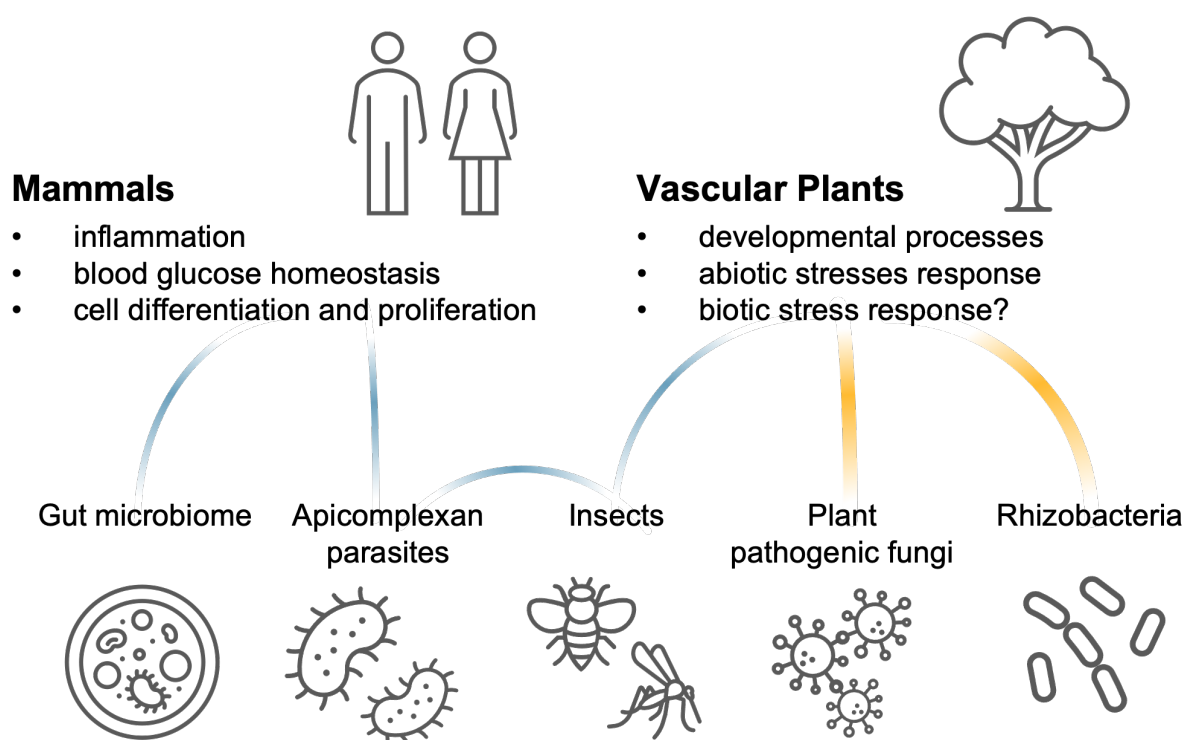 Mammals
• inflammation
• blood glucose homeostasis
• cell differentiation and proliferation
Vascular Plants
• developmental processes
• abiotic stresses response
• biotic stress response?
Gut microbiome
Apicomplexan
parasites
Insects
Plant
pathogenic fungi
Rhizobacteria